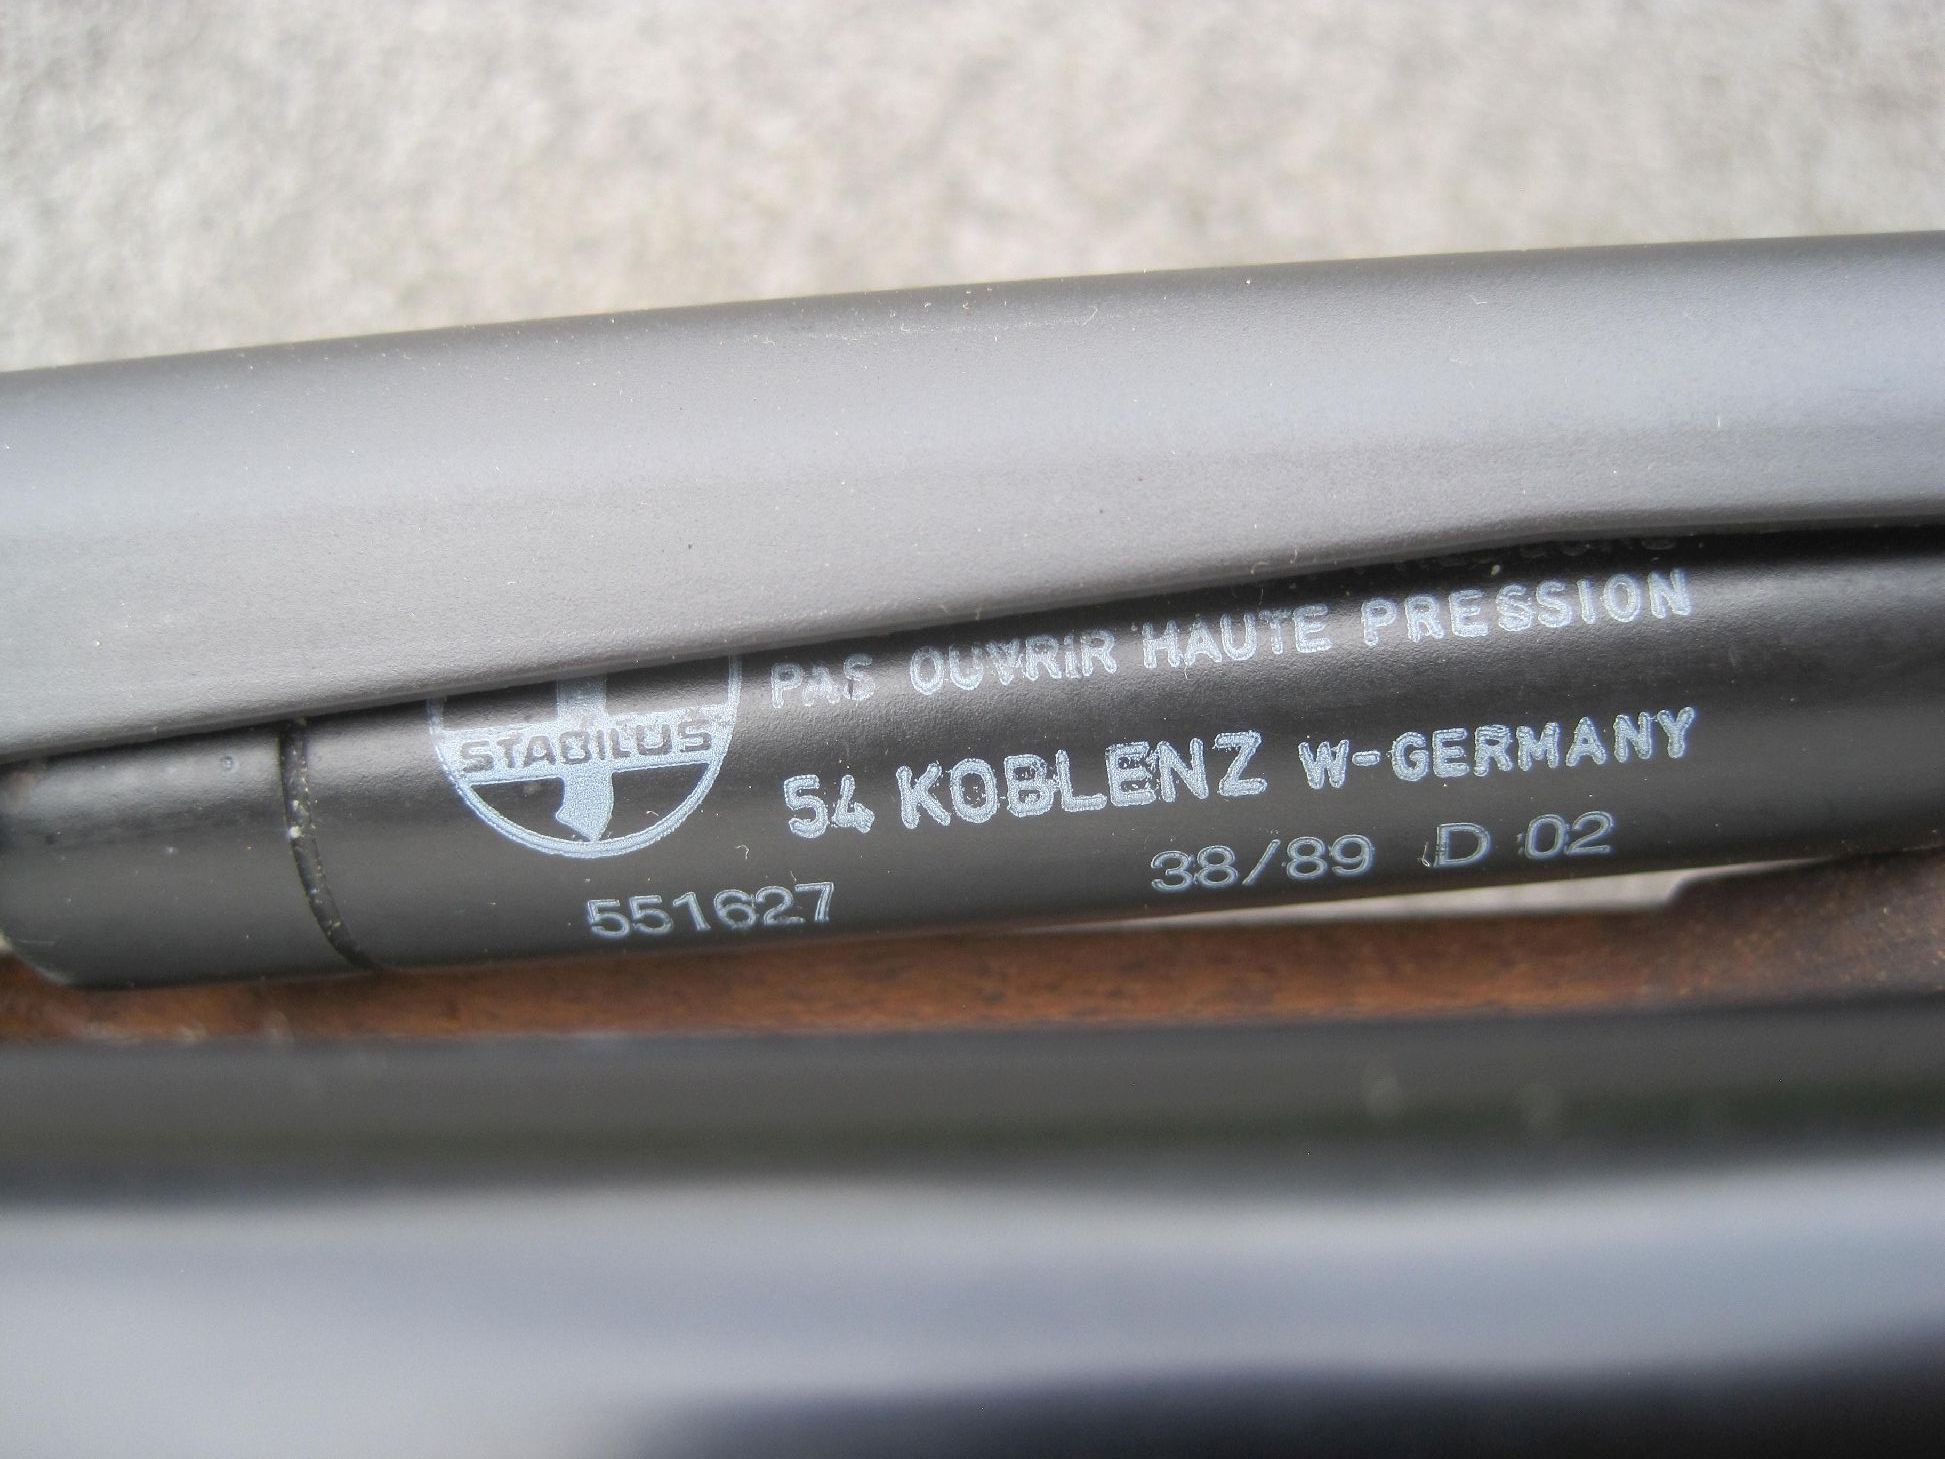 PAS OUVRIR HAUTE PRESSION
STABILUS
54 KOBLENZ W-GERMANY
551627 38/89 D 02